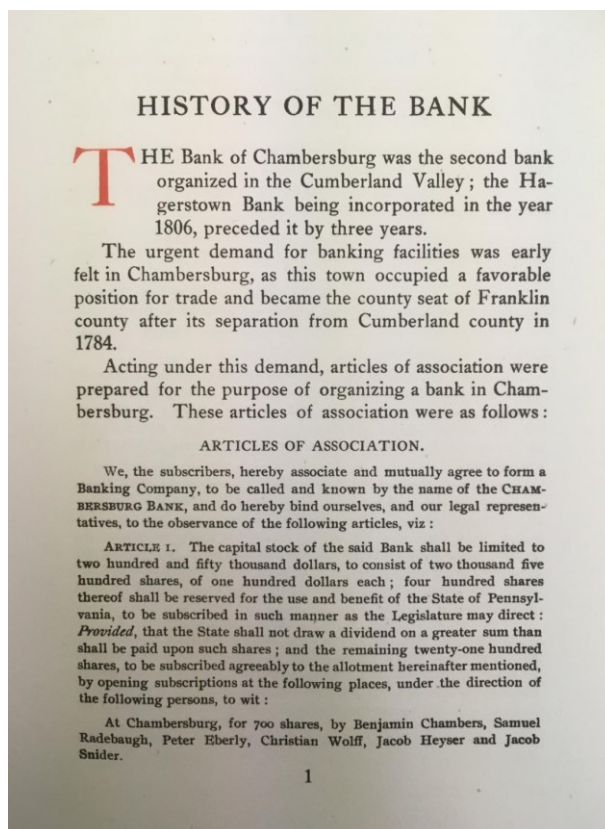 HISTORY OF THE BANK
THE Bank of Chambersburg was the second bank
organized in the Cumberland Valley; the Ha-
gerstown Bank being incorporated in the year
1806, preceded it by three years.
The urgent demand for banking facilities was early
felt in Chambersburg, as this town occupied a favorable
position for trade and became the county seat of Franklin
county after its separation from Cumberland county in
1784.
Acting under this demand, articles of association were
prepared for the purpose of organizing a bank in Cham-
bersburg. These articles of association were as follows:
ARTICLES OF ASSOCIATION.
We, the subscribers, hereby associate and mutually agree to form a
Banking Company, to be called and known by the name of the CHAM-
BERSBURG BANK, and do hereby bind ourselves, and our legal represen-
tatives, to the observance of the following articles, viz:
ARTICLE I. The capital stock of the said Bank shall be limited to
two hundred and fifty thousand dollars, to consist of two thousand five
hundred shares, of one hundred dollars each; four hundred shares
thereof shall be reserved for the use and benefit of the State of Pennsyl-
vania, to be subscribed in such manner as the Legislature may direct:
Provided, that the State shall not draw a dividend on a greater sum than
shall be paid upon such shares; and the remaining twenty-one hundred
shares, to be subscribed agreeably to the allotment hereinafter mentioned,
by opening subscriptions at the following places, under the direction of
the following persons, to wit:
At Chambersburg, for 700 shares, by Benjamin Chambers, Samuel
Radebaugh, Peter Eberly, Christian Wolff, Jacob Heyser and Jacob
Snider.
1